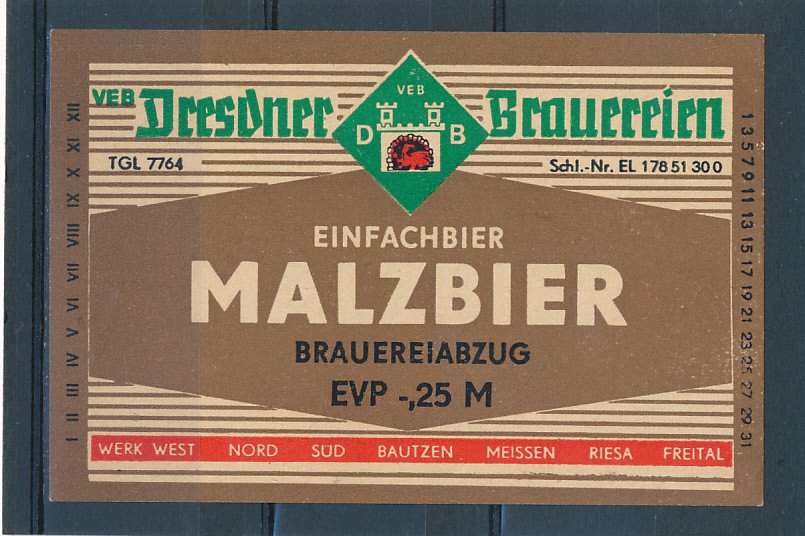 VEB Dresdner Brauereien
VEB
D B
TGL 7764
Schl.-Nr. EL 178 51 30 0
EINFACHBIER
MALZBIER
BRAUEREIABZUG
EVP -,25 M
WERK WEST NORD SÜD BAUTZEN MEISSEN RIESA FREITAL
I II III IV V VI VII VIII IX X XI XII
1 3 5 7 9 11 13 15 17 19 21 23 25 27 29 31